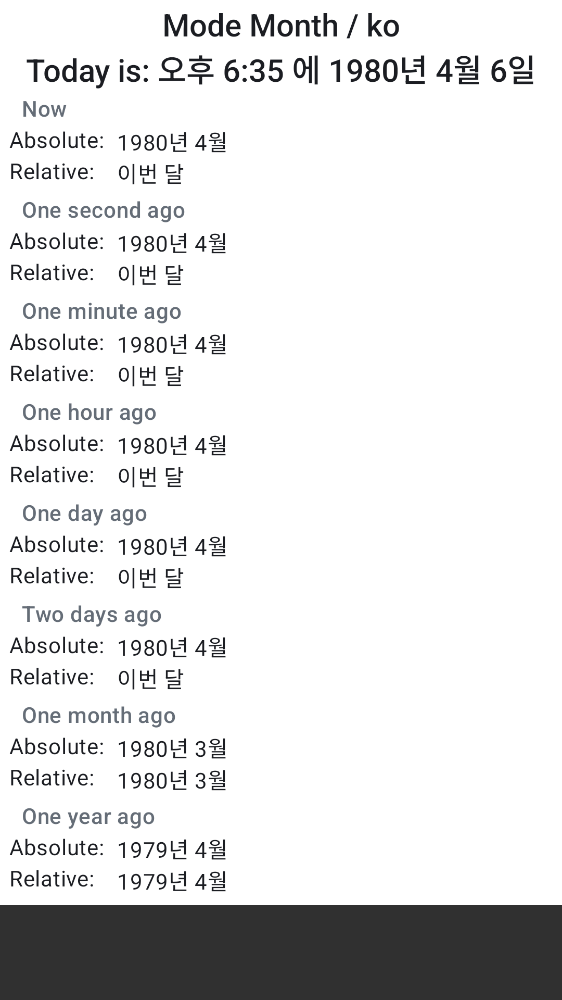 Mode Month / ko
Today is: 오후 6:35 에 1980년 4월 6일
Now
Absolute: 1980년 4월
Relative: 이번 달
One second ago
Absolute: 1980년 4월
Relative: 이번 달
One minute ago
Absolute: 1980년 4월
Relative: 이번 달
One hour ago
Absolute: 1980년 4월
Relative: 이번 달
One day ago
Absolute: 1980년 4월
Relative: 이번 달
Two days ago
Absolute: 1980년 4월
Relative: 이번 달
One month ago
Absolute: 1980년 3월
Relative: 1980년 3월
One year ago
Absolute: 1979년 4월
Relative: 1979년 4월